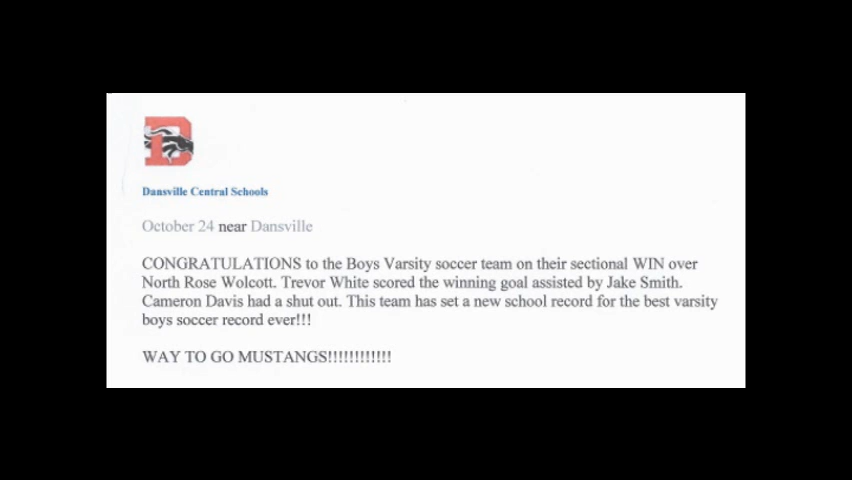 D
Dansville Central Schools
October 24 near Dansville
CONGRATULATIONS to the Boys Varsity soccer team on their sectional WIN over
North Rose Wolcott. Trevor White scored the winning goal assisted by Jake Smith.
Cameron Davis had a shut out. This team has set a new school record for the best varsity
boys soccer record ever!!!
WAY TO GO MUSTANGS!!!!!!!!!!!!